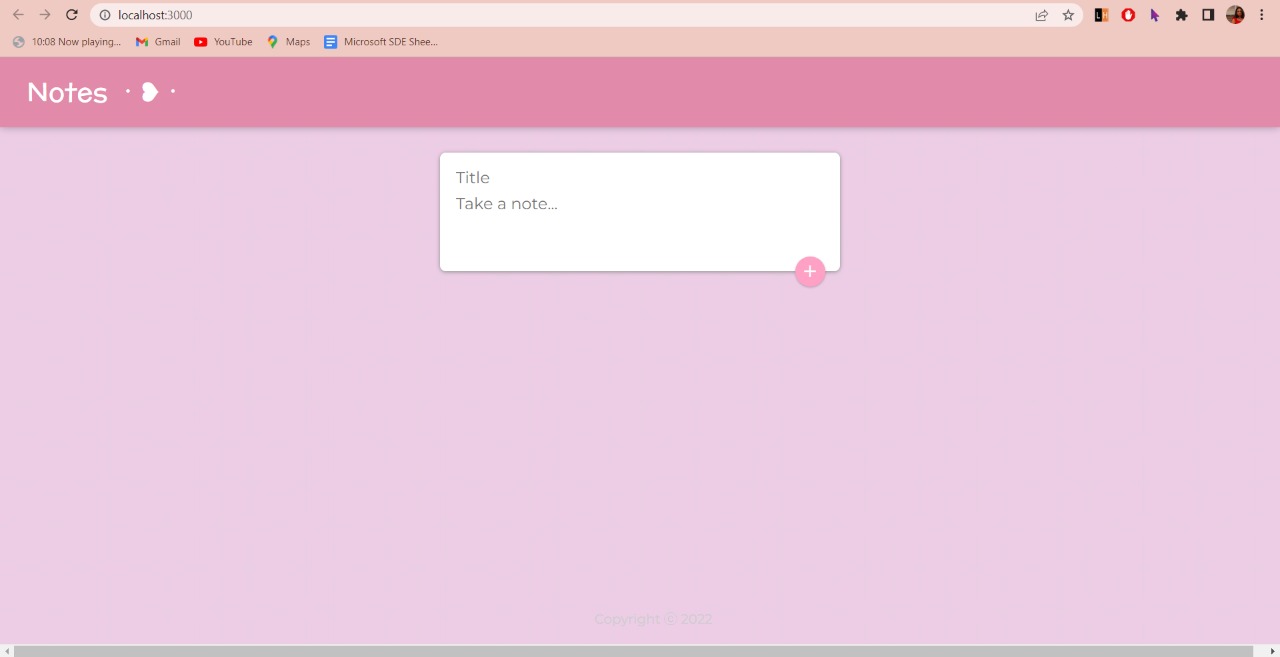 localhost:3000
10:08 Now playing... Gmail YouTube Maps Microsoft SDE Shee...
Notes ・❥・
Title
Take a note...
+
Copyright ⓒ 2022